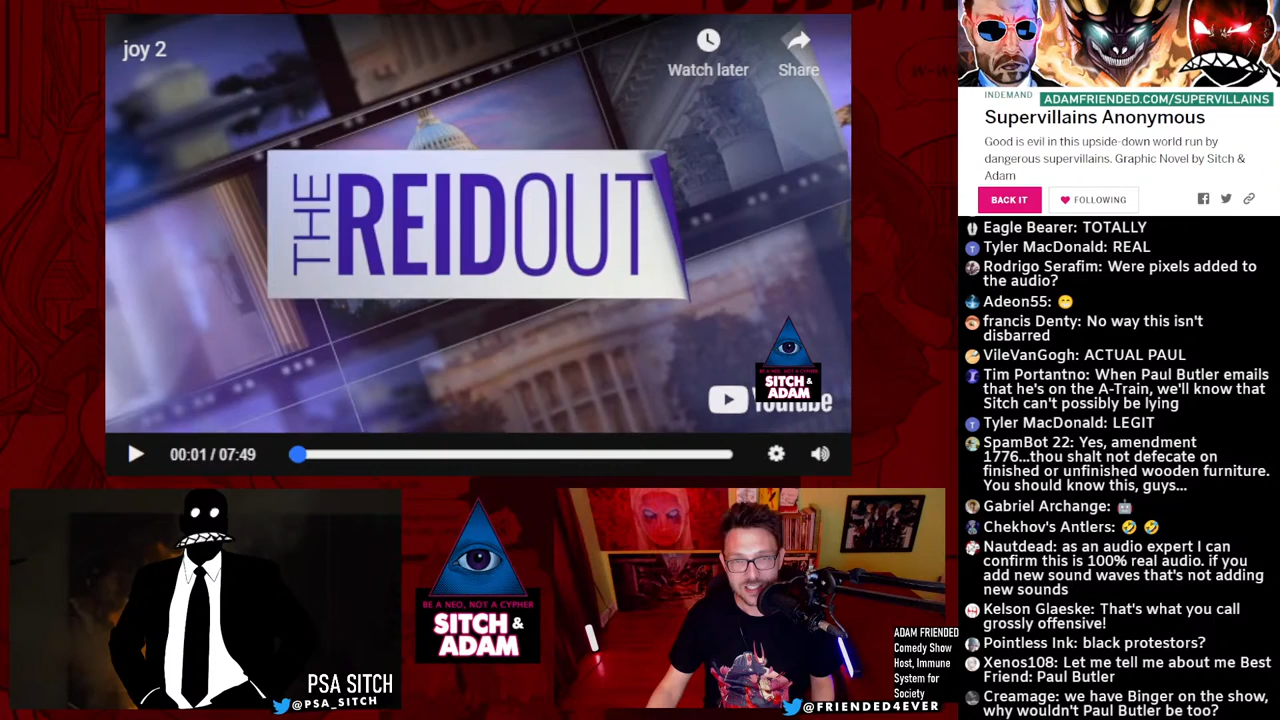 joy 2
Watch later
Share
THE REIDOUT
SITCH &
ADAM
YouTube
00:01 / 07:49
INDEMAND
ADAMFRIENDED.COM/SUPERVILLAINS
Supervillains Anonymous
Good is evil in this upside-down world run by
dangerous supervillains. Graphic Novel by Sitch &
Adam
BACK IT
FOLLOWING
Eagle Bearer: TOTALLY
Tyler MacDonald: REAL
Rodrigo Serafim: Were pixels added to
the audio?
Adeon55: 😁
francis Denty: No way this isn't
disbarred
VileVanGogh: ACTUAL PAUL
Tim Portantno: When Paul Butler emails
that he's on the A-Train, we'll know that
Sitch can't possibly be lying
Tyler MacDonald: LEGIT
SpamBot 22: Yes, amendment
1776...thou shalt not defecate on
finished or unfinished wooden furniture.
You should know this, guys...
Gabriel Archange: 🤖
Chekhov's Antlers: 🤣 🤣
Nautdead: as an audio expert I can
confirm this is 100% real audio. if you
add new sound waves that's not adding
new sounds
Kelson Glaeske: That's what you call
grossly offensive!
Pointless Ink: black protestors?
Xenos108: Let me tell me about me Best
Friend: Paul Butler
Creamage: we have Binger on the show,
why wouldn't Paul Butler be too?
PSA SITCH
@PSA_SITCH
BE A NEO, NOT A CYPHER
SITCH &
ADAM
ADAM FRIENDED
Comedy Show
Host, Immune
System for
Society
@FRIENDED4EVER